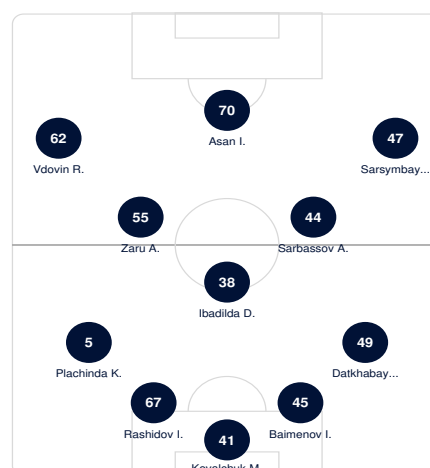 70
Asan I.
62
Vdovin R.
47
Sarsymbay...
55
Zaru A.
44
Sarbassov A.
38
Ibadilda D.
5
Plachinda K.
49
Datkhabay...
67
Rashidov I.
45
Baimenov I.
41
Kovalchuk M.